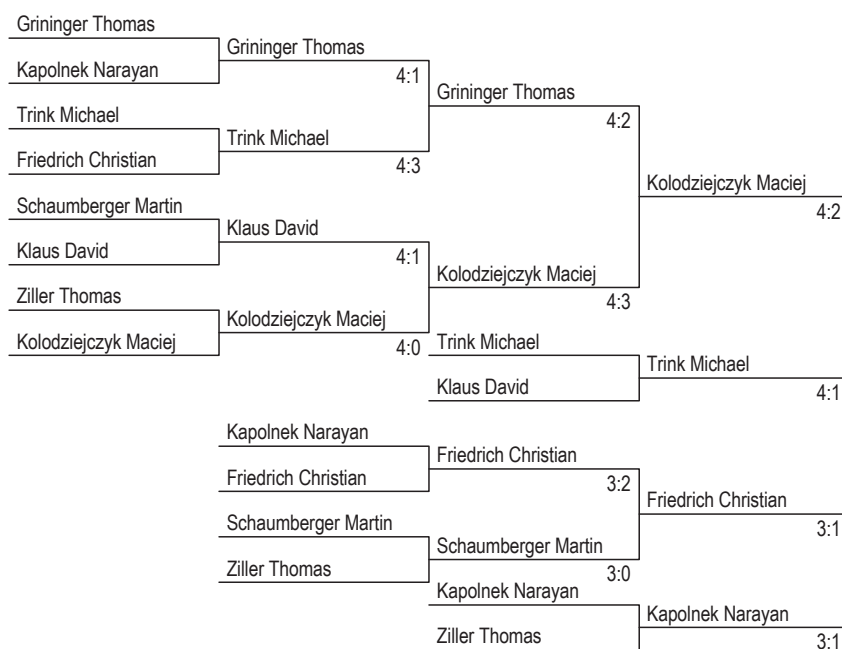 Grininger Thomas
Grininger Thomas
Kapolnek Narayan
4:1
Grininger Thomas
Trink Michael
4:2
Trink Michael
Friedrich Christian
4:3
Kolodziejczyk Maciej
Schaumberger Martin
4:2
Klaus David
Klaus David
4:1
Kolodziejczyk Maciej
Ziller Thomas
4:3
Kolodziejczyk Maciej
Kolodziejczyk Maciej
4:0
Trink Michael
Trink Michael
Klaus David
4:1
Kapolnek Narayan
Friedrich Christian
Friedrich Christian
3:2
Friedrich Christian
Schaumberger Martin
3:1
Schaumberger Martin
Ziller Thomas
3:0
Kapolnek Narayan
Kapolnek Narayan
Ziller Thomas
3:1